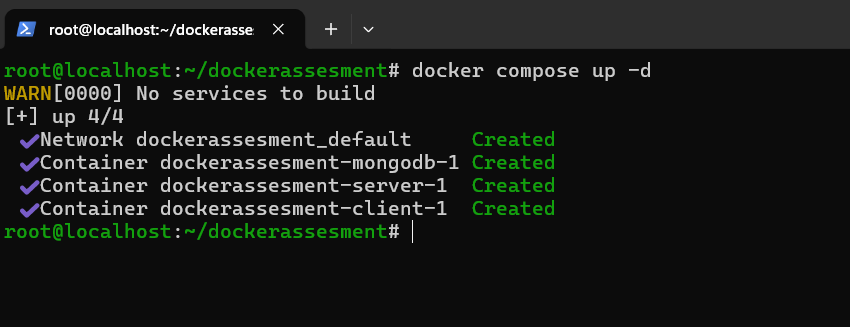 root@localhost:~/dockerasse
root@localhost:~/dockerassesment# docker compose up -d
WARN[0000] No services to build
[+] up 4/4
✔Network dockerassesment_default Created
✔Container dockerassesment-mongodb-1 Created
✔Container dockerassesment-server-1 Created
✔Container dockerassesment-client-1 Created
root@localhost:~/dockerassesment#